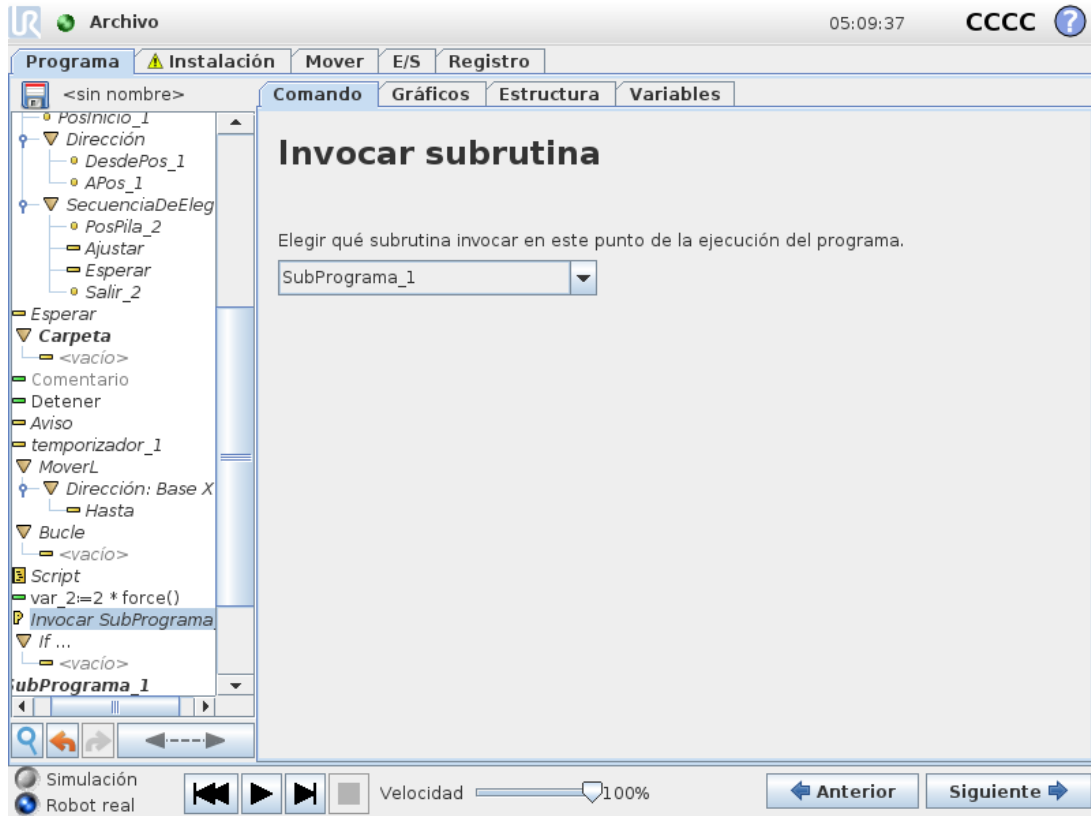 UR Archivo 05:09:37 CCCC ?
Programa Instalación Mover E/S Registro
<sin nombre> Comando Gráficos Estructura Variables
PosInicio_1
Dirección
DesdePos_1
APos_1
SecuenciaDeEleg
PosPila_2
Ajustar
Esperar
Salir_2
Esperar
Carpeta
<vacío>
Comentario
Detener
Aviso
temporizador_1
MoverL
Dirección: Base X
Hasta
Bucle
<vacío>
Script
var_2:=2 * force()
Invocar SubPrograma_
If ...
<vacío>
SubPrograma_1
Invocar subrutina
Elegir qué subrutina invocar en este punto de la ejecución del programa.
SubPrograma_1
Simulación
Robot real
Velocidad 100%
Anterior Siguiente